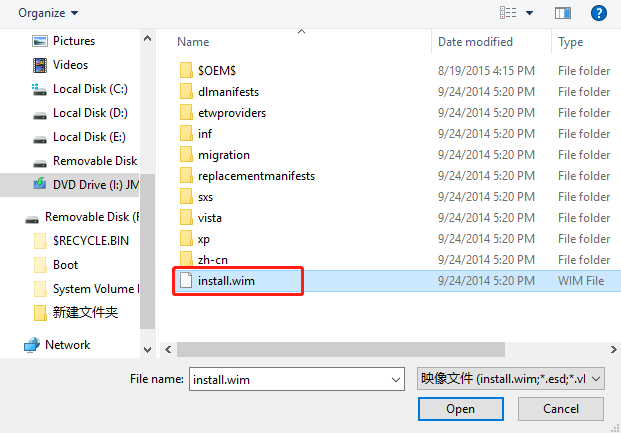 Organize
Pictures
Videos
Local Disk (C:)
Local Disk (D:)
Local Disk (E:)
Removable Disk
DVD Drive (I:) JM
Removable Disk (F
$RECYCLE.BIN
Boot
System Volume I
新建文件夹
Network
Name Date modified Type
$OEM$ 8/19/2015 4:15 PM File folder
dlmanifests 9/24/2014 5:20 PM File folder
etwproviders 9/24/2014 5:20 PM File folder
inf 9/24/2014 5:20 PM File folder
migration 9/24/2014 5:20 PM File folder
replacementmanifests 9/24/2014 5:20 PM File folder
sxs 9/24/2014 5:20 PM File folder
vista 9/24/2014 5:20 PM File folder
xp 9/24/2014 5:20 PM File folder
zh-cn 9/24/2014 5:20 PM File folder
install.wim 9/24/2014 5:20 PM WIM File
File name: install.wim 映像文件 (install.wim;*.esd;*.vl
Open Cancel